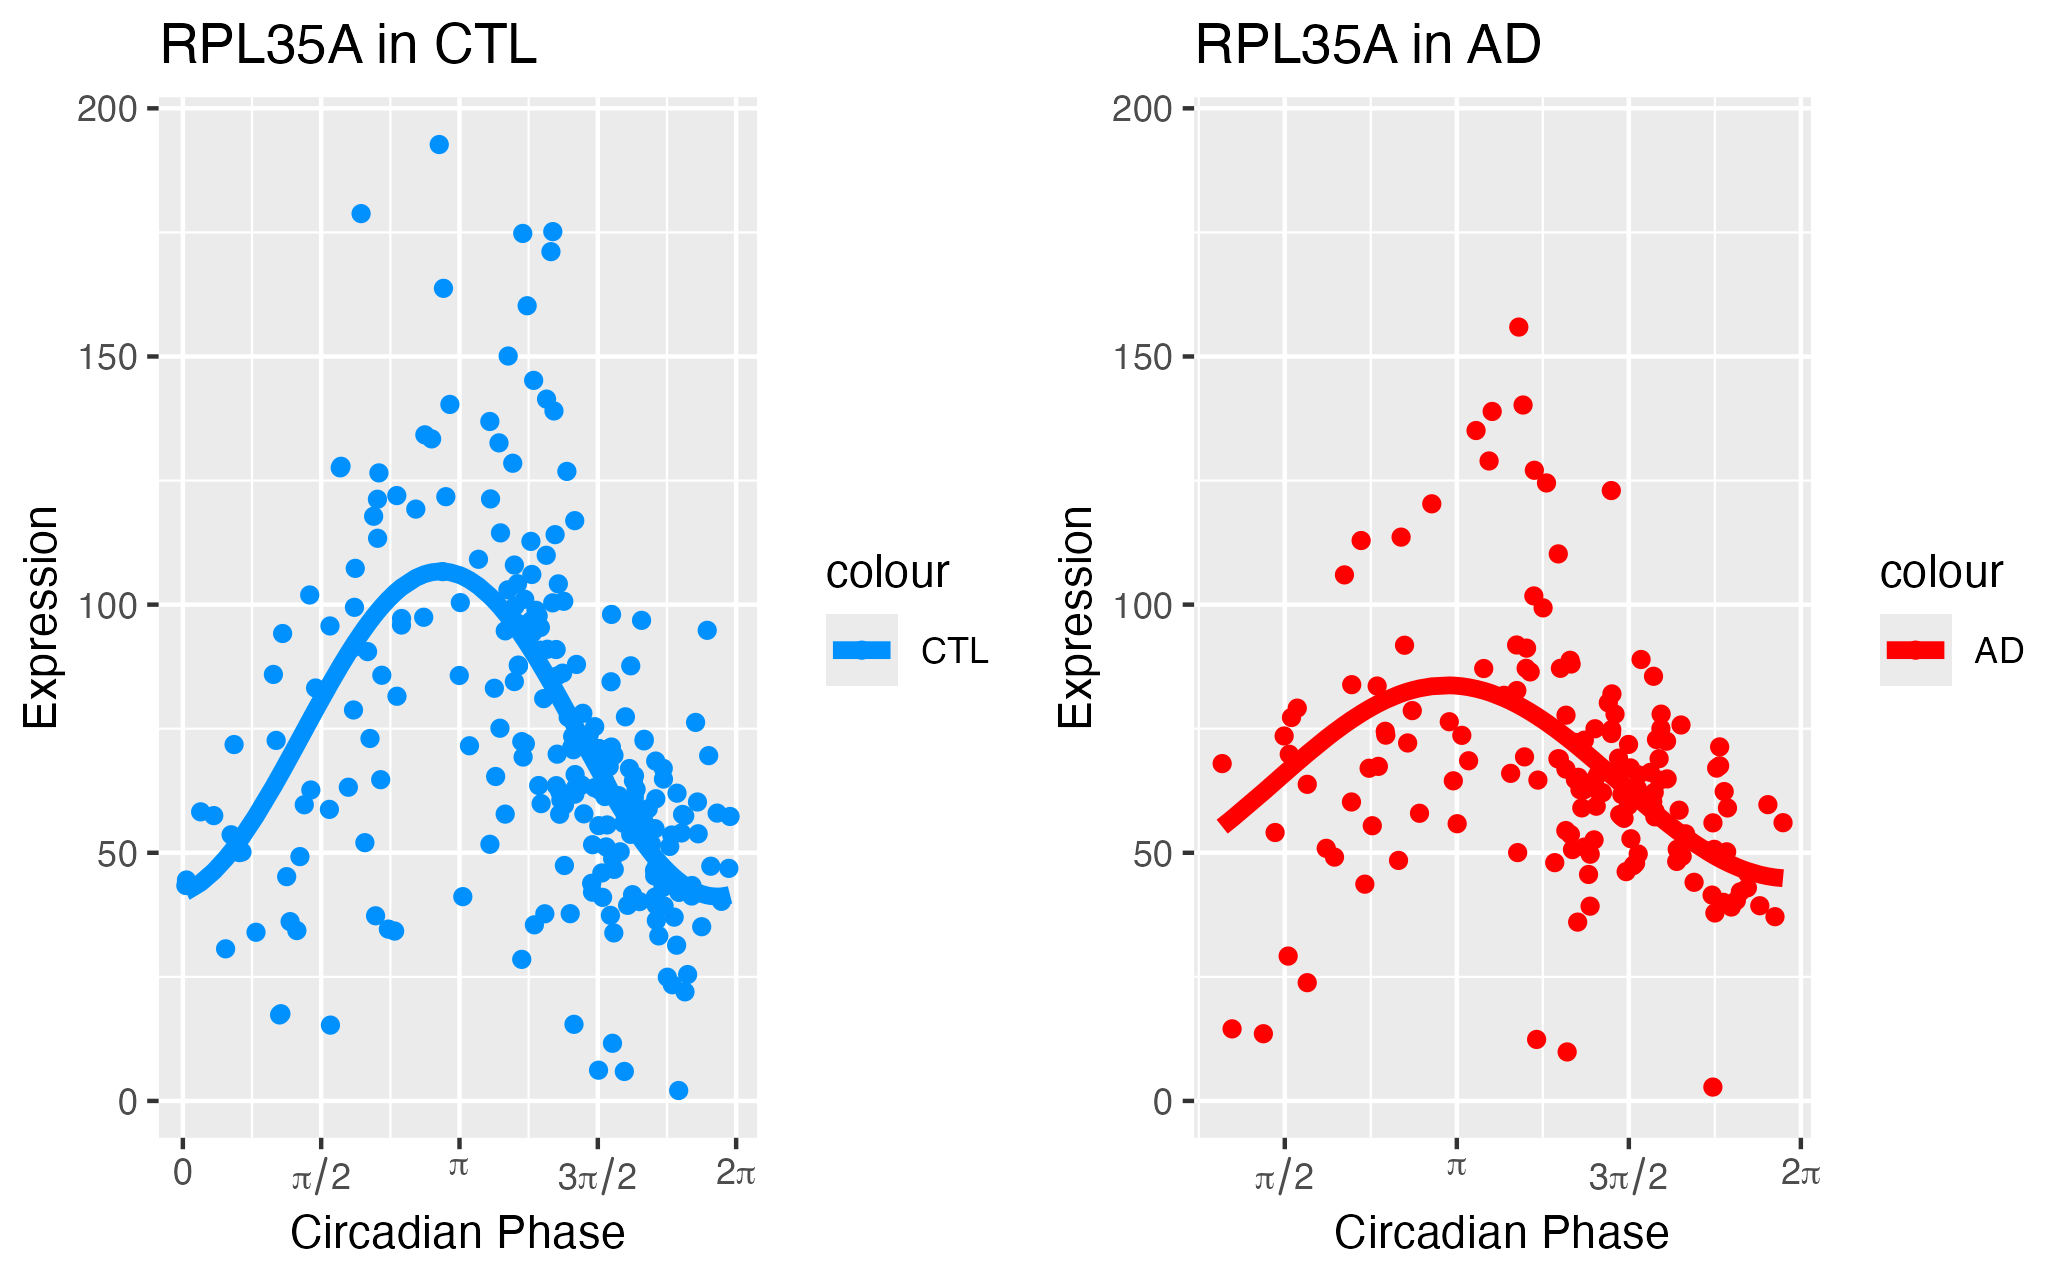 RPL35A in CTL
200
150
100
50
0
Expression
0 π/2 π 3π/2 2π
Circadian Phase
colour
CTL
RPL35A in AD
200
150
100
50
0
Expression
π/2 π 3π/2 2π
Circadian Phase
colour
AD